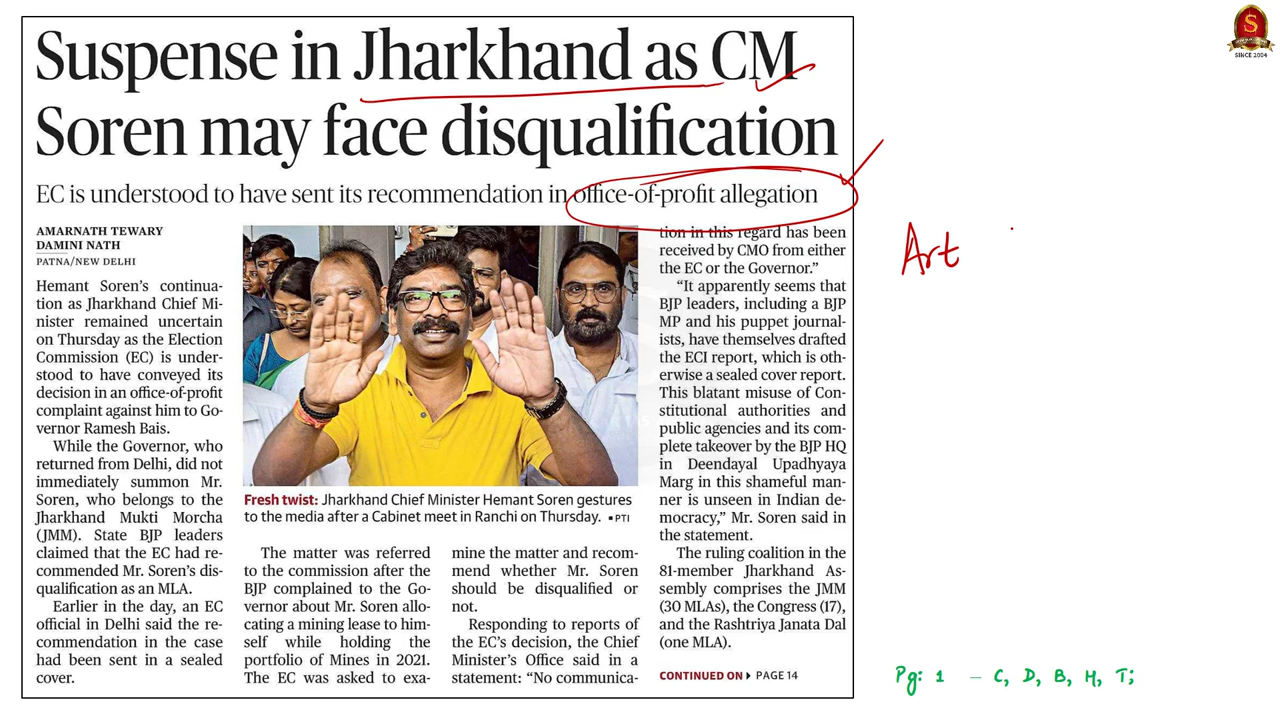 Suspense in Jharkhand as CM
Soren may face disqualification
EC is understood to have sent its recommendation in office-of-profit allegation
AMARNATH TEWARY
DAMINI NATH
PATNA/NEW DELHI
Hemant Soren's continua-
tion as Jharkhand Chief Mi-
nister remained uncertain
on Thursday as the Election
Commission (EC) is under-
stood to have conveyed its
decision in an office-of-profit
complaint against him to Go-
vernor Ramesh Bais.
While the Governor, who
returned from Delhi, did not
immediately summon Mr.
Soren, who belongs to the
Jharkhand Mukti Morcha
(JMM). State BJP leaders
claimed that the EC had re-
commended Mr. Soren's dis-
qualification as an MLA.
Earlier in the day, an EC
official in Delhi said the re-
commendation in the case
had been sent in a sealed
cover.
Fresh twist: Jharkhand Chief Minister Hemant Soren gestures
to the media after a Cabinet meet in Ranchi on Thursday. ▪PTI
The matter was referred
to the commission after the
BJP complained to the Go-
vernor about Mr. Soren allo-
cating a mining lease to him-
self while holding the
portfolio of Mines in 2021.
The EC was asked to exa-
mine the matter and recom-
mend whether Mr. Soren
should be disqualified or
not.
Responding to reports of
the EC's decision, the Chief
Minister's Office said in a
statement: “No communica-
tion in this regard has been
received by CMO from either
the EC or the Governor.”
“It apparently seems that
BJP leaders, including a BJP
MP and his puppet journal-
ists, have themselves drafted
the ECI report, which is oth-
erwise a sealed cover report.
This blatant misuse of Con-
stitutional authorities and
public agencies and its com-
plete takeover by the BJP HQ
in Deendayal Upadhyaya
Marg in this shameful man-
ner is unseen in Indian de-
mocracy,” Mr. Soren said in
the statement.
The ruling coalition in the
81-member Jharkhand As-
sembly comprises the JMM
(30 MLAs), the Congress (17),
and the Rashtriya Janata Dal
(one MLA).
CONTINUED ON ▸ PAGE 14
S
SINCE 2004
Art
Pg: 1 – C, D, B, H, T;